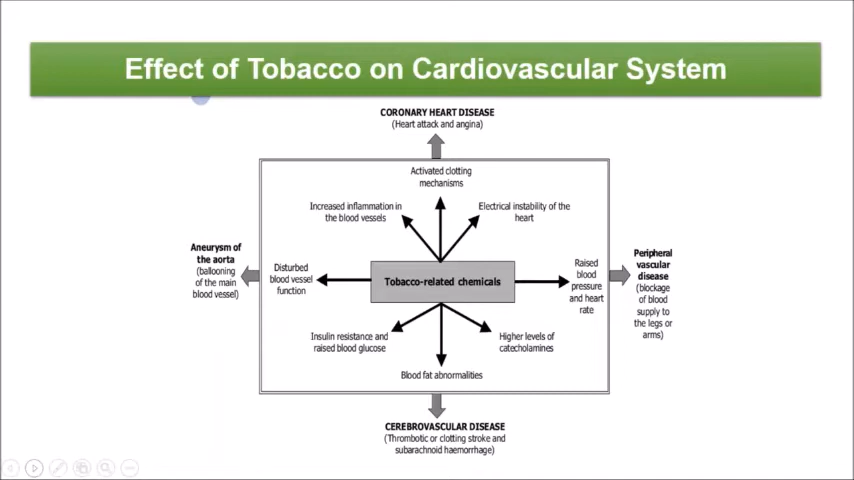 Effect of Tobacco on Cardiovascular System
CORONARY HEART DISEASE
(Heart attack and angina)
Activated clotting
mechanisms
Increased inflammation in
the blood vessels
Electrical instability of the
heart
Aneurysm of
the aorta
(ballooning
of the main
blood vessel)
Disturbed
blood vessel
function
Tobacco-related chemicals
Raised
blood
pressure
and heart
rate
Peripheral
vascular
disease
(blockage
of blood
supply to
the legs or
arms)
Insulin resistance and
raised blood glucose
Higher levels of
catecholamines
Blood fat abnormalities
CEREBROVASCULAR DISEASE
(Thrombotic or clotting stroke and
subarachnoid haemorrhage)